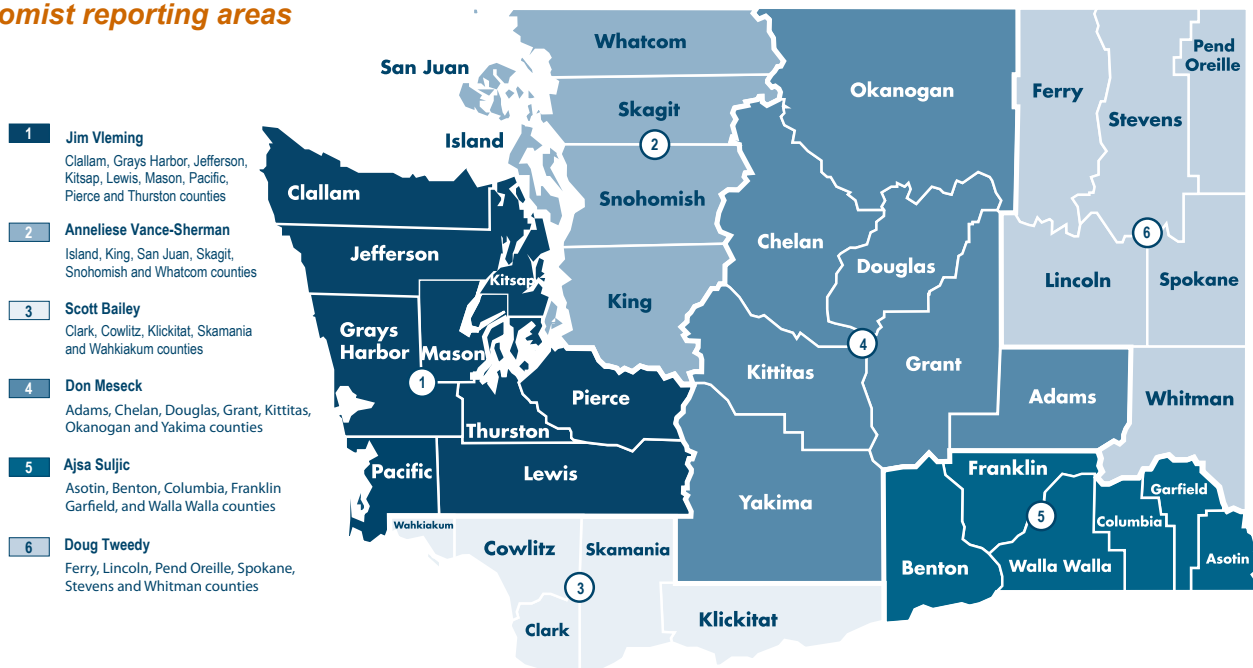 omist reporting areas
1
Jim Vleming
Clallam, Grays Harbor, Jefferson,
Kitsap, Lewis, Mason, Pacific,
Pierce and Thurston counties
2
Anneliese Vance-Sherman
Island, King, San Juan, Skagit,
Snohomish and Whatcom counties
3
Scott Bailey
Clark, Cowlitz, Klickitat, Skamania
and Wahkiakum counties
4
Don Meseck
Adams, Chelan, Douglas, Grant, Kittitas,
Okanogan and Yakima counties
5
Ajsa Suljic
Asotin, Benton, Columbia, Franklin
Garfield, and Walla Walla counties
6
Doug Tweedy
Ferry, Lincoln, Pend Oreille, Spokane,
Stevens and Whitman counties
Whatcom
San Juan
Skagit
Island
2
Snohomish
King
Clallam
Jefferson
Kitsap
Grays
Harbor
Mason
1
Thurston
Pierce
Pacific
Lewis
Wahkiakum
Cowlitz
Skamania
3
Clark
Klickitat
Okanogan
Chelan
Douglas
4
Kittitas
Grant
Adams
Yakima
Ferry
Stevens
Pend
Oreille
6
Lincoln
Spokane
Whitman
Franklin
5
Benton
Walla Walla
Columbia
Garfield
Asotin